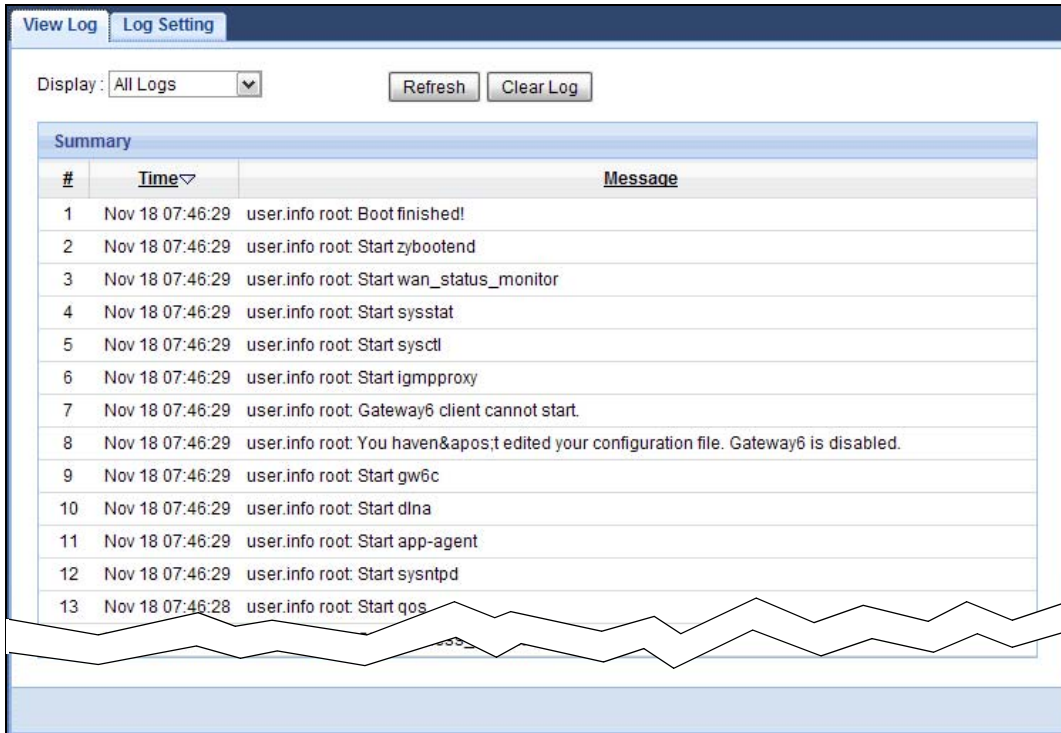 View Log Log Setting
Display : All Logs Refresh Clear Log
Summary
# Time Message
1 Nov 18 07:46:29 user.info root: Boot finished!
2 Nov 18 07:46:29 user.info root: Start zybootend
3 Nov 18 07:46:29 user.info root: Start wan_status_monitor
4 Nov 18 07:46:29 user.info root: Start sysstat
5 Nov 18 07:46:29 user.info root: Start sysctl
6 Nov 18 07:46:29 user.info root: Start igmpproxy
7 Nov 18 07:46:29 user.info root: Gateway6 client cannot start.
8 Nov 18 07:46:29 user.info root: You haven&apos;t edited your configuration file. Gateway6 is disabled.
9 Nov 18 07:46:29 user.info root: Start gw6c
10 Nov 18 07:46:29 user.info root: Start dlna
11 Nov 18 07:46:29 user.info root: Start app-agent
12 Nov 18 07:46:29 user.info root: Start sysntpd
13 Nov 18 07:46:28 user.info root: Start qos